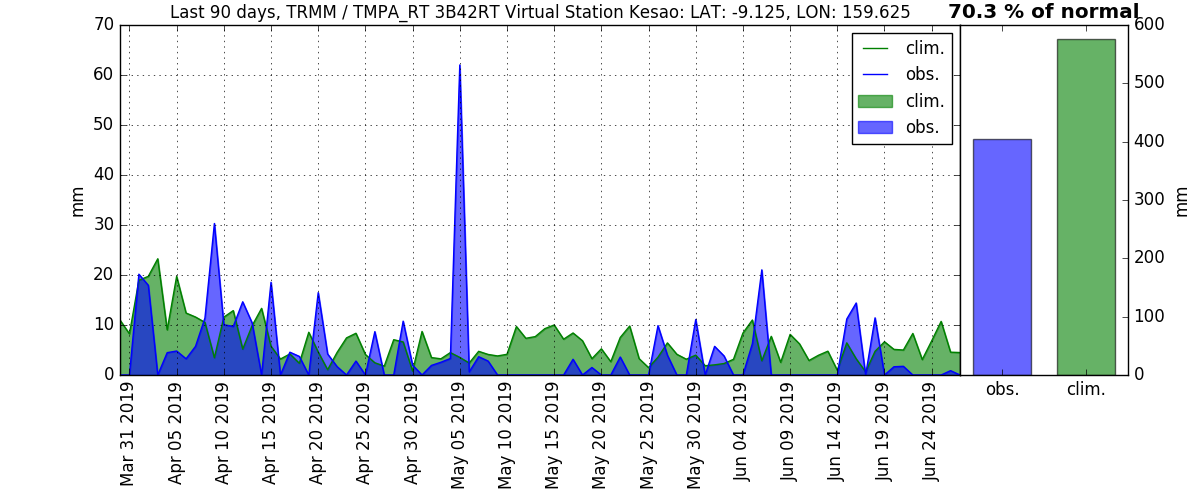 Last 90 days, TRMM / TMPA_RT 3B42RT Virtual Station Kesao: LAT: -9.125, LON: 159.625
70.3 % of normal
70
60
50
40
30
20
10
0
mm
clim.
obs.
clim.
obs.
600
500
400
300
200
100
0
mm
Mar 31 2019
Apr 05 2019
Apr 10 2019
Apr 15 2019
Apr 20 2019
Apr 25 2019
Apr 30 2019
May 05 2019
May 10 2019
May 15 2019
May 20 2019
May 25 2019
May 30 2019
Jun 04 2019
Jun 09 2019
Jun 14 2019
Jun 19 2019
Jun 24 2019
obs.
clim.